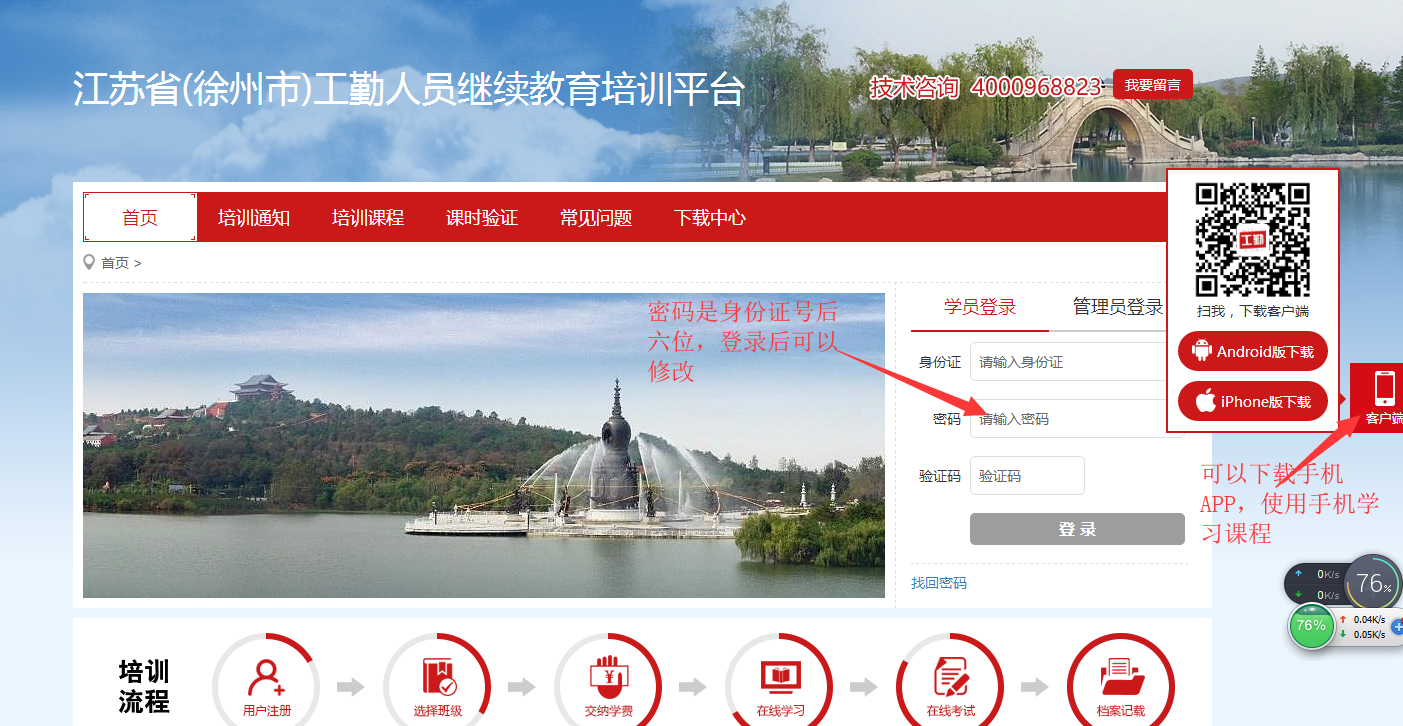 江苏省(徐州市)工勤人员继续教育培训平台
技术咨询 4000968823
我要留言
首页 培训通知 培训课程 课时验证 常见问题 下载中心
首页 >
工勤
扫我，下载客户端
Android版下载
iPhone版下载
客户端
密码是身份证号后
六位，登录后可以
修改
学员登录 管理员登录
身份证 请输入身份证
密码 请输入密码
验证码 验证码
登 录
找回密码
可以下载手机
APP，使用手机学
习课程
0K/s
0K/s
76%
76%
0.04K/s
0.05K/s
培训
流程
用户注册 选择班级 交纳学费 在线学习 在线考试 档案记载